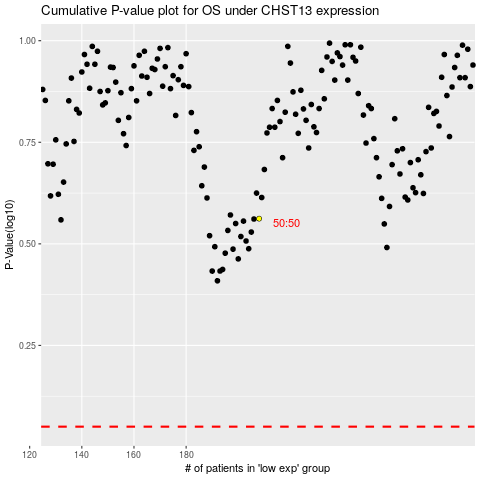 Cumulative P-value plot for OS under CHST13 expression
P-Value(log10)
1.00
0.75
0.50
0.25
50:50
120 140 160 180
# of patients in 'low exp' group